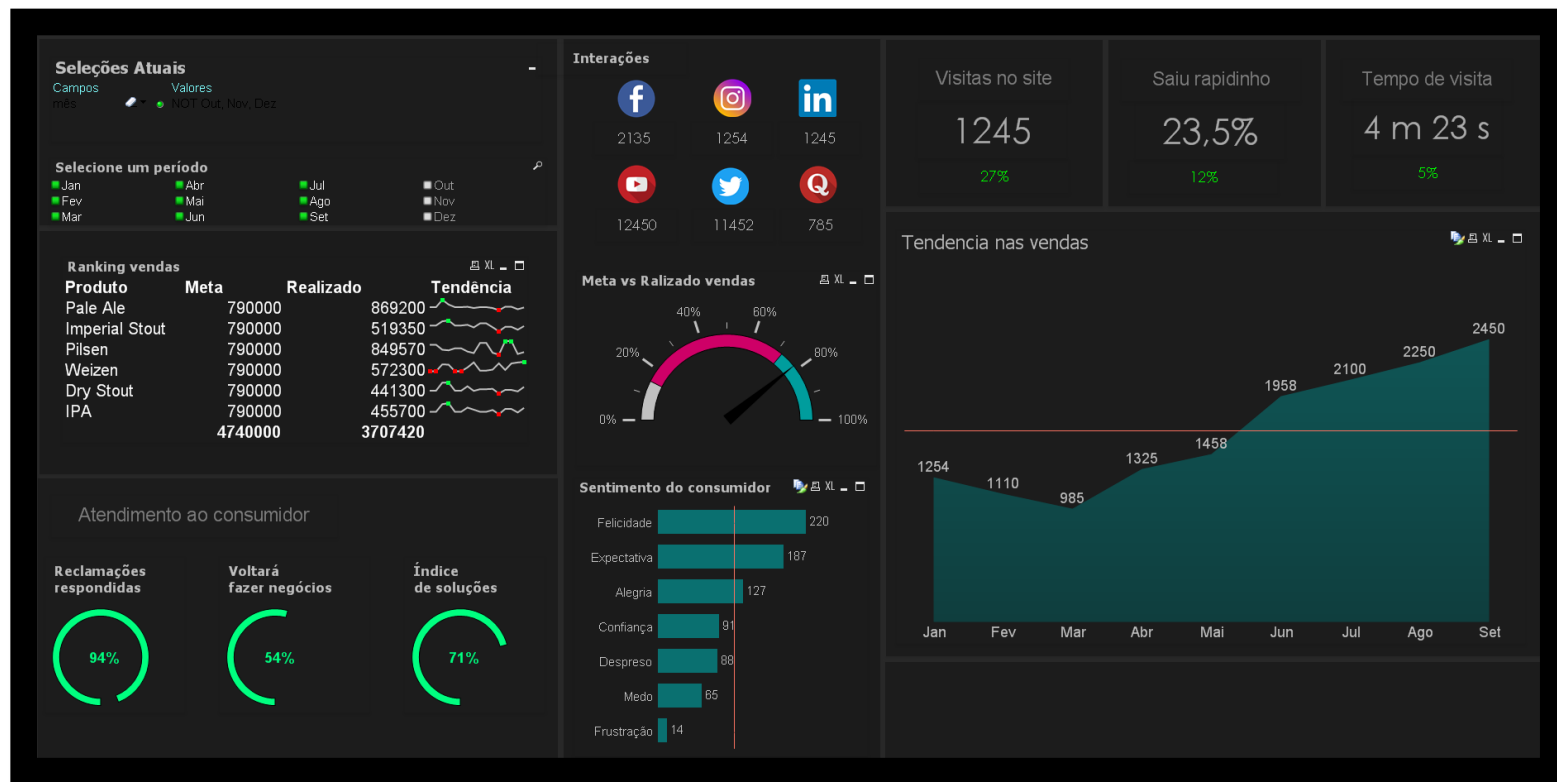 Seleções Atuais
Campos Valores
mês NOT Out, Nov, Dez
Selecione um período
Jan Abr Jul Out
Fev Mai Ago Nov
Mar Jun Set Dez
Ranking vendas XL
Produto Meta Realizado Tendência
Pale Ale 790000 869200
Imperial Stout 790000 519350
Pilsen 790000 849570
Weizen 790000 572300
Dry Stout 790000 441300
IPA 790000 455700
4740000 3707420
Atendimento ao consumidor
Reclamações respondidas
Voltará fazer negócios
Índice de soluções
94% 54% 71%
Interações
f in
2135 1254 1245
Q
12450 11452 785
Meta vs Ralizado vendas XL
40% 60%
20% 80%
0% 100%
Sentimento do consumidor XL
Felicidade 220
Expectativa 187
Alegria 127
Confiança 91
Despreso 88
Medo 65
Frustração 14
Visitas no site
1245
27%
Saiu rapidinho
23,5%
12%
Tempo de visita
4 m 23 s
5%
Tendencia nas vendas XL
1254 1110 985 1325 1458 1958 2100 2250 2450
Jan Fev Mar Abr Mai Jun Jul Ago Set